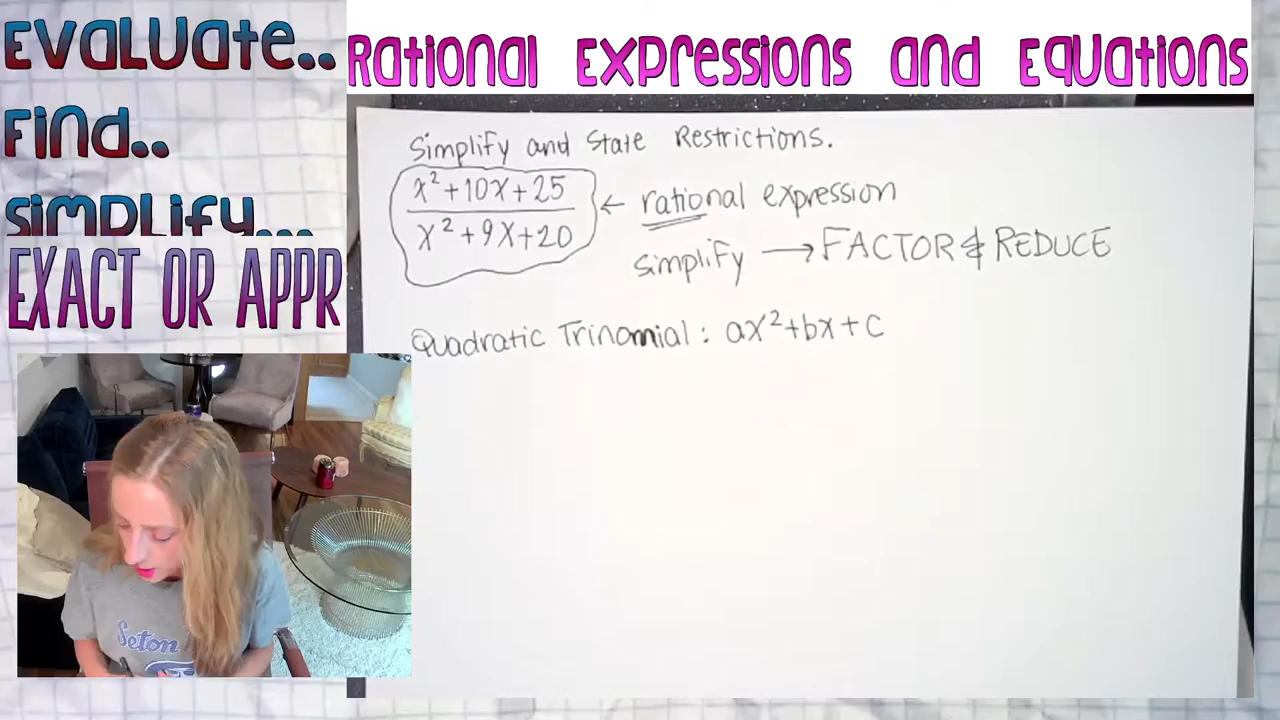 Evaluate..
Find..
Simplify...
EXACT OR APPR
Rational Expressions and Equations
Simplify and State Restrictions.
x²+10x+25
x²+9x+20
← rational expression
simplify → FACTOR & REDUCE
Quadratic Trinomial: ax²+bx+c
Seton